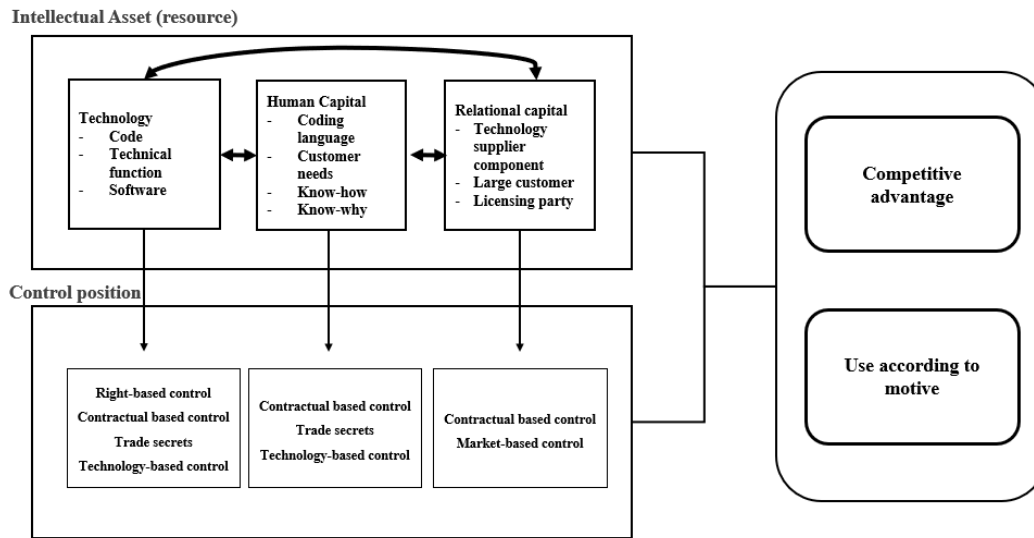 Intellectual Asset (resource)
Technology
- Code
- Technical
function
- Software
Human Capital
- Coding
language
- Customer
needs
- Know-how
- Know-why
Relational capital
- Technology
supplier
component
- Large customer
- Licensing party
Competitive
advantage
Control position
Right-based control
Contractual based control
Trade secrets
Technology-based control
Contractual based control
Trade secrets
Technology-based control
Contractual based control
Market-based control
Use according to
motive